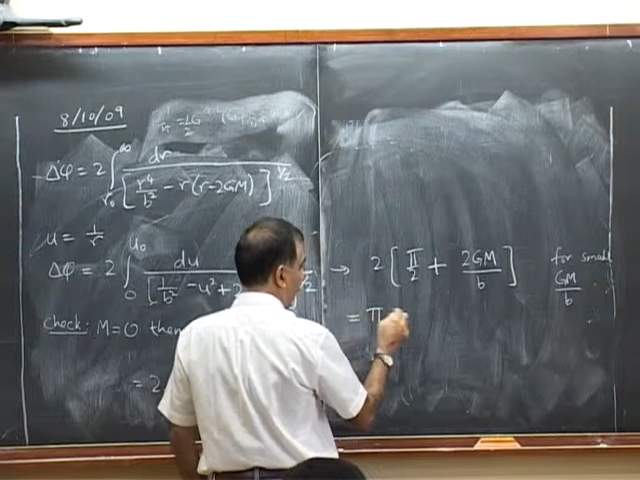 8/10/09
Δφ = 2 ∫_{r₀}^{∞} dr / [r⁴/b² − r(r−2GM)]^{1/2}
u = 1/r
Δφ = 2 ∫_{0}^{u₀} du / [1/b² − u² + 2
→ 2 [π/2 + 2GM/b] for small GM/b
check: M=0 then
= π
= 2